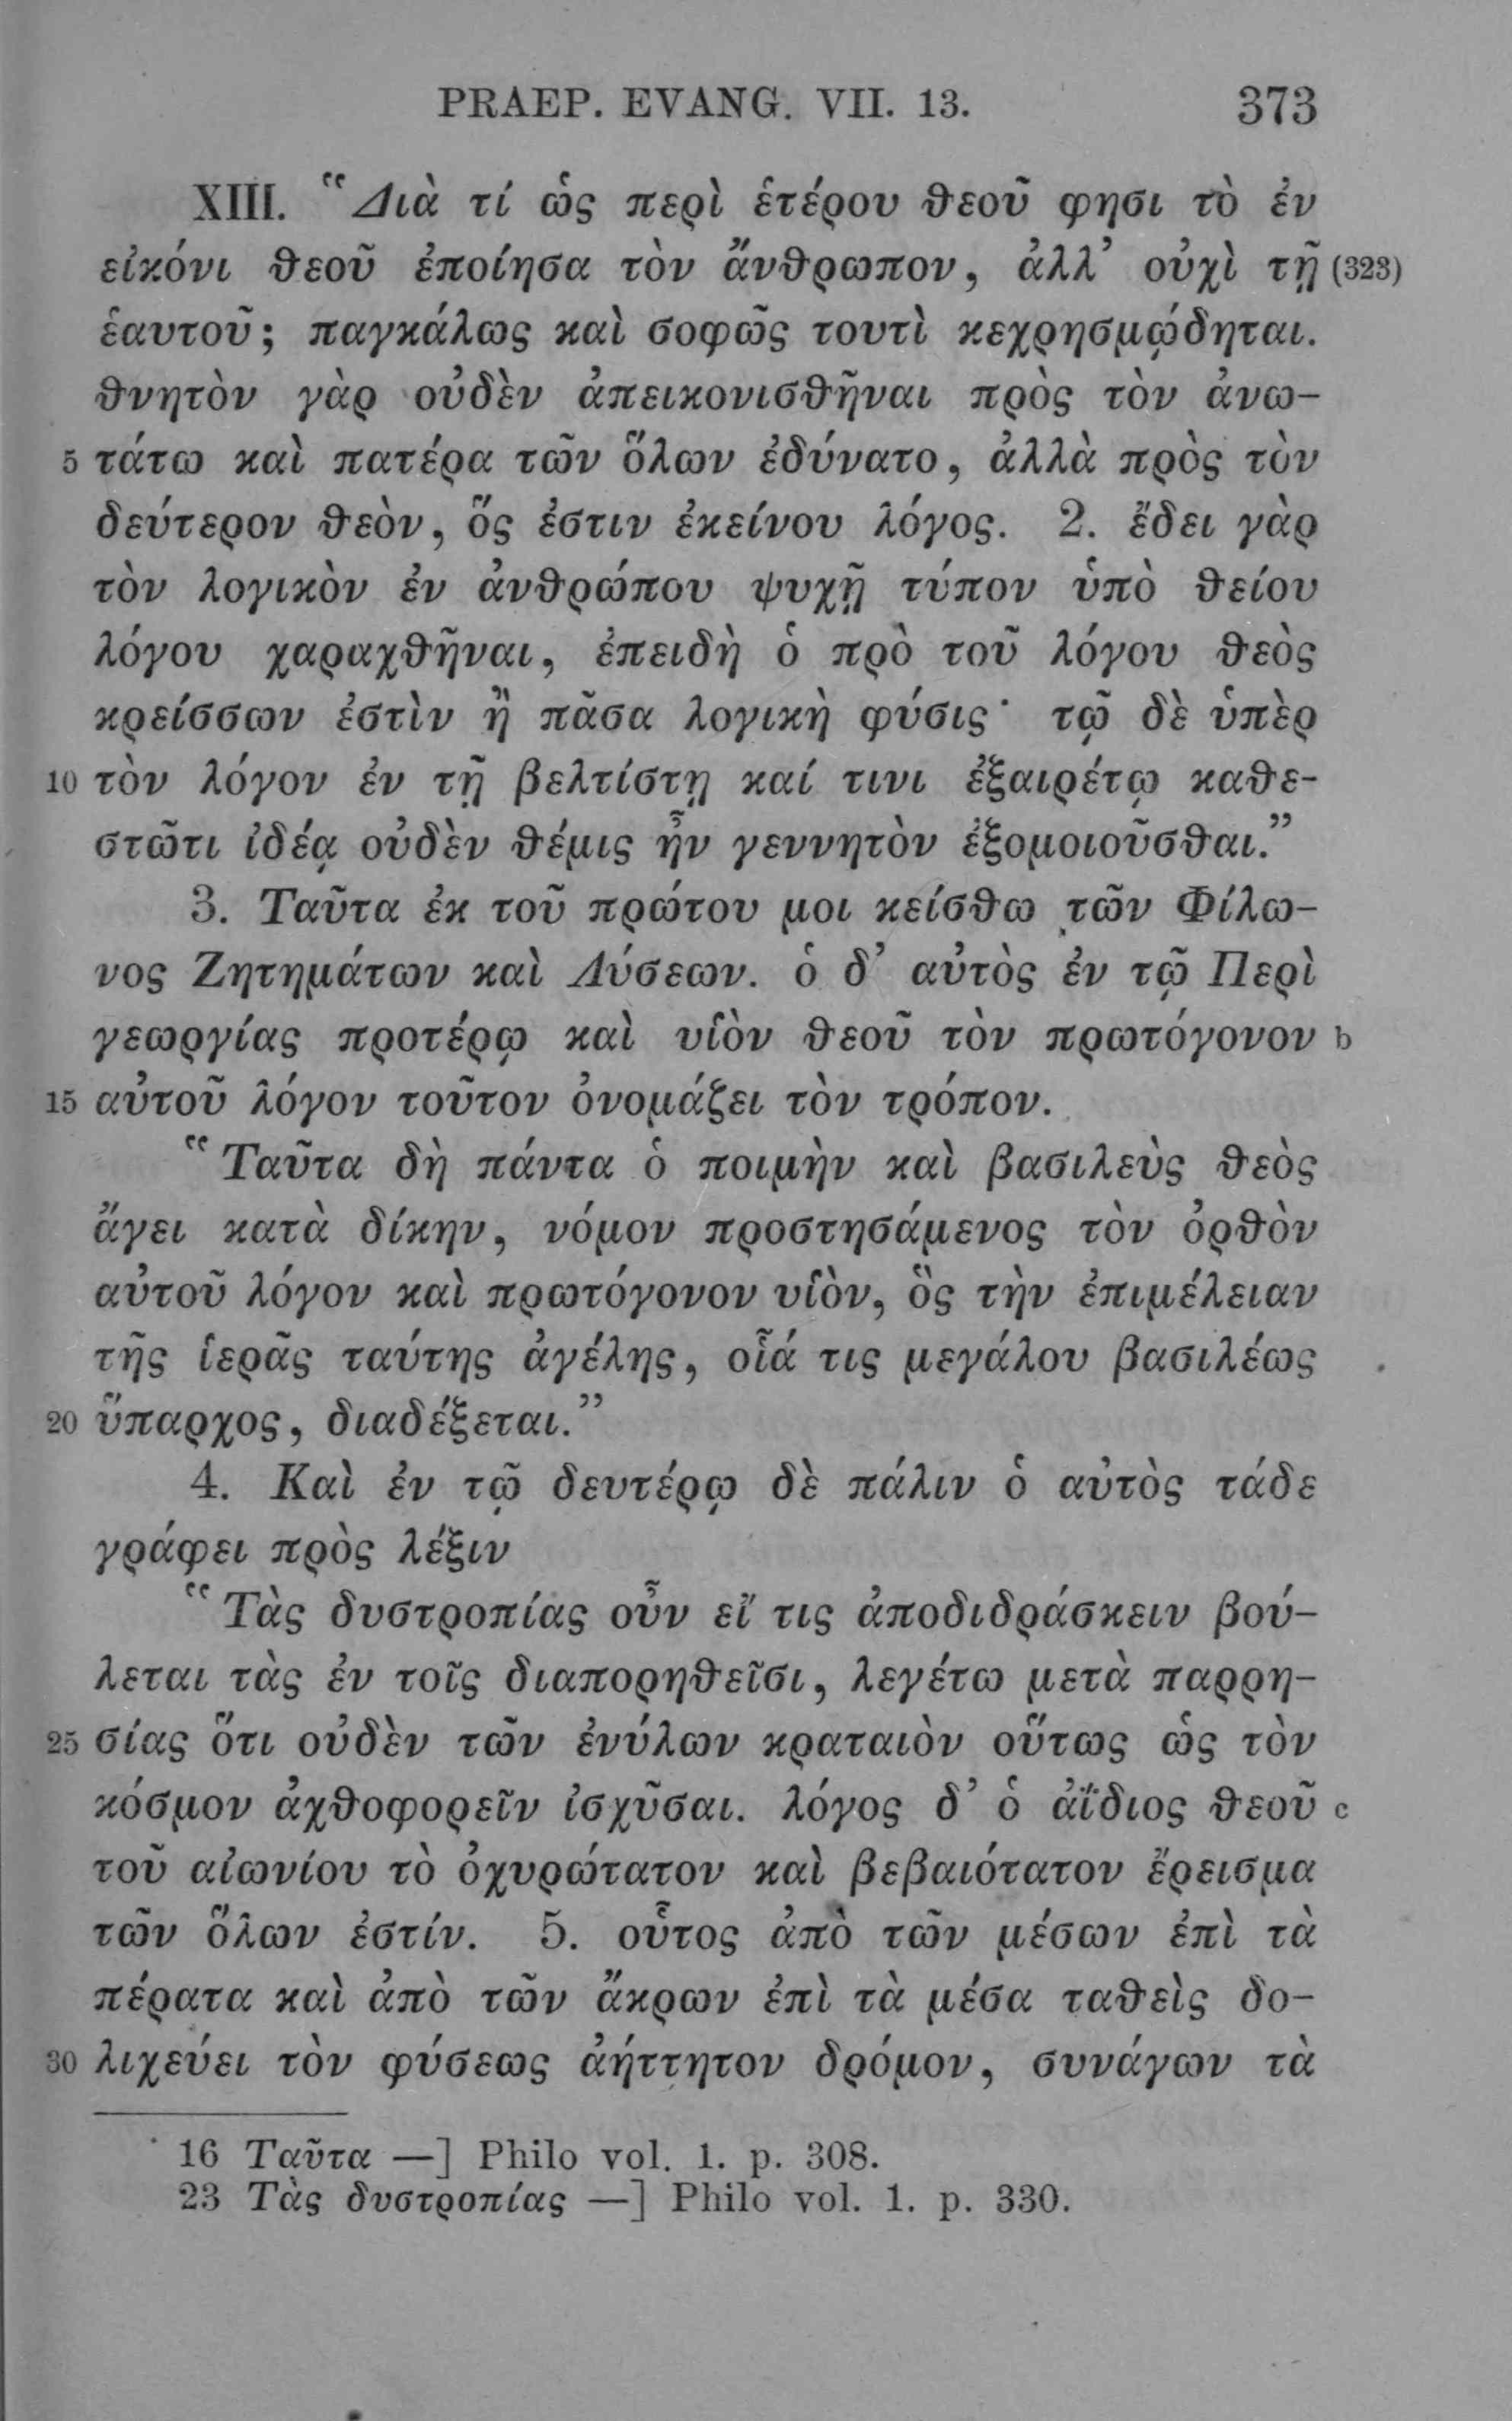 PRAEP. EVANG. VII. 13. 373
XIII. “Διὰ τί ὡς περὶ ἑτέρου θεοῦ φησι τὸ ἐν
εἰκόνι θεοῦ ἐποίησα τὸν ἄνθρωπον, ἀλλ’ οὐχὶ τῇ (323)
ἑαυτοῦ; παγκάλως καὶ σοφῶς τουτὶ κεχρησμῴδηται.
θνητὸν γὰρ οὐδὲν ἀπεικονισθῆναι πρὸς τὸν ἀνω-
5 τάτω καὶ πατέρα τῶν ὅλων ἐδύνατο, ἀλλὰ πρὸς τὸν
δεύτερον θεὸν, ὅς ἐστιν ἐκείνου λόγος. 2. ἔδει γὰρ
τὸν λογικὸν ἐν ἀνθρώπου ψυχῇ τύπον ὑπὸ θείου
λόγου χαραχθῆναι, ἐπειδὴ ὁ πρὸ τοῦ λόγου θεὸς
κρείσσων ἐστὶν ἢ πᾶσα λογικὴ φύσις· τῷ δὲ ὑπὲρ
10 τὸν λόγον ἐν τῇ βελτίστῃ καί τινι ἐξαιρέτῳ καθε-
στῶτι ἰδέᾳ οὐδὲν θέμις ἦν γεννητὸν ἐξομοιοῦσθαι.”
3. Ταῦτα ἐκ τοῦ πρώτου μοι κείσθω τῶν Φίλω-
νος Ζητημάτων καὶ Λύσεων. ὁ δ’ αὐτὸς ἐν τῷ Περὶ
γεωργίας προτέρῳ καὶ υἱὸν θεοῦ τὸν πρωτόγονον b
15 αὐτοῦ λόγον τοῦτον ὀνομάζει τὸν τρόπον.
“Ταῦτα δὴ πάντα ὁ ποιμὴν καὶ βασιλεὺς θεὸς
ἄγει κατὰ δίκην, νόμον προστησάμενος τὸν ὀρθὸν
αὐτοῦ λόγον καὶ πρωτόγονον υἱὸν, ὃς τὴν ἐπιμέλειαν
τῆς ἱερᾶς ταύτης ἀγέλης, οἷά τις μεγάλου βασιλέως
20 ὕπαρχος, διαδέξεται.”
4. Καὶ ἐν τῷ δευτέρῳ δὲ πάλιν ὁ αὐτὸς τάδε
γράφει πρὸς λέξιν
“Τὰς δυστροπίας οὖν εἴ τις ἀποδιδράσκειν βού-
λεται τὰς ἐν τοῖς διαπορηθεῖσι, λεγέτω μετὰ παρρη-
25 σίας ὅτι οὐδὲν τῶν ἐνύλων κραταιὸν οὕτως ὡς τὸν
κόσμον ἀχθοφορεῖν ἰσχῦσαι. λόγος δ’ ὁ ἀΐδιος θεοῦ c
τοῦ αἰωνίου τὸ ὀχυρώτατον καὶ βεβαιότατον ἔρεισμα
τῶν ὅλων ἐστίν. 5. οὗτος ἀπὸ τῶν μέσων ἐπὶ τὰ
πέρατα καὶ ἀπὸ τῶν ἄκρων ἐπὶ τὰ μέσα ταθεὶς δο-
30 λιχεύει τὸν φύσεως ἀήττητον δρόμον, συνάγων τὰ
16 Ταῦτα —] Philo vol. 1. p. 308.
23 Τὰς δυστροπίας —] Philo vol. 1. p. 330.